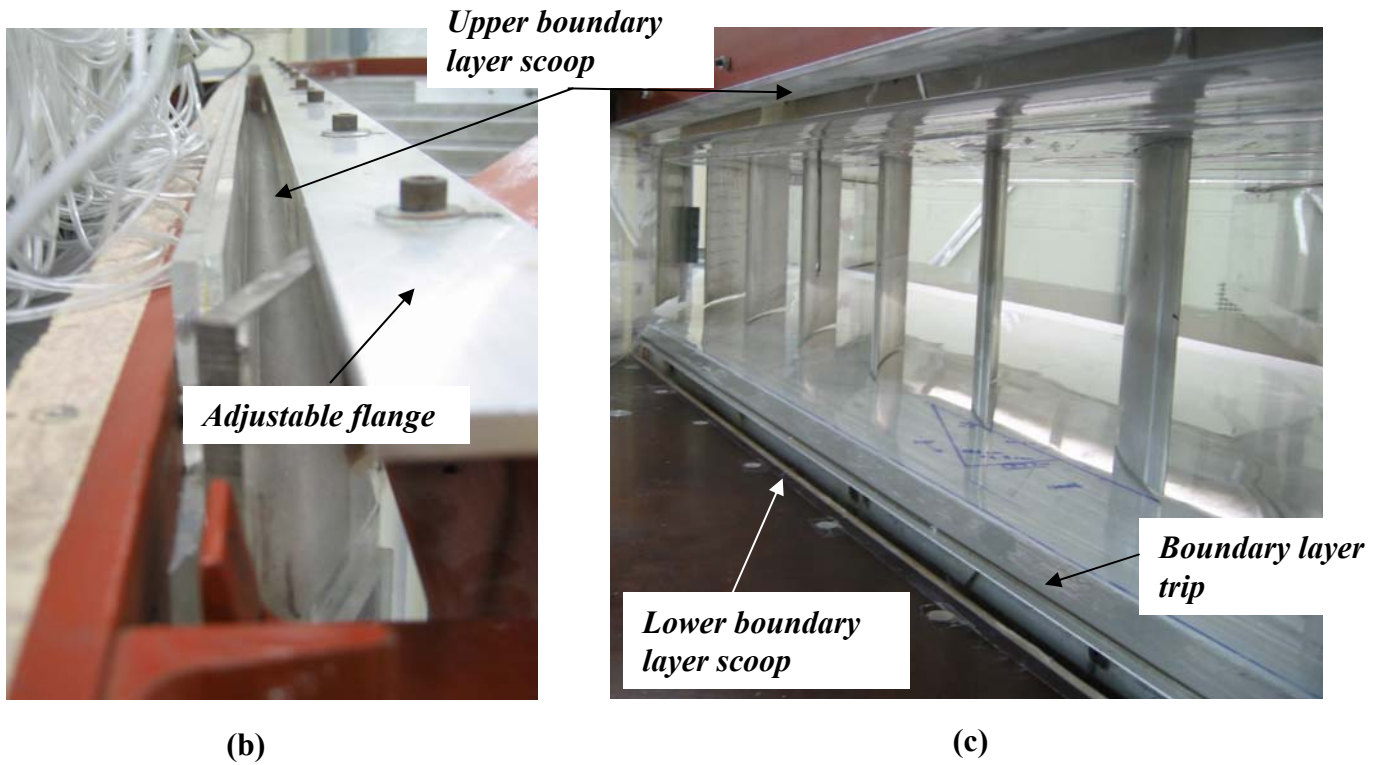 Upper boundary
layer scoop
Adjustable flange
Lower boundary
layer scoop
Boundary layer
trip
(b)
(c)